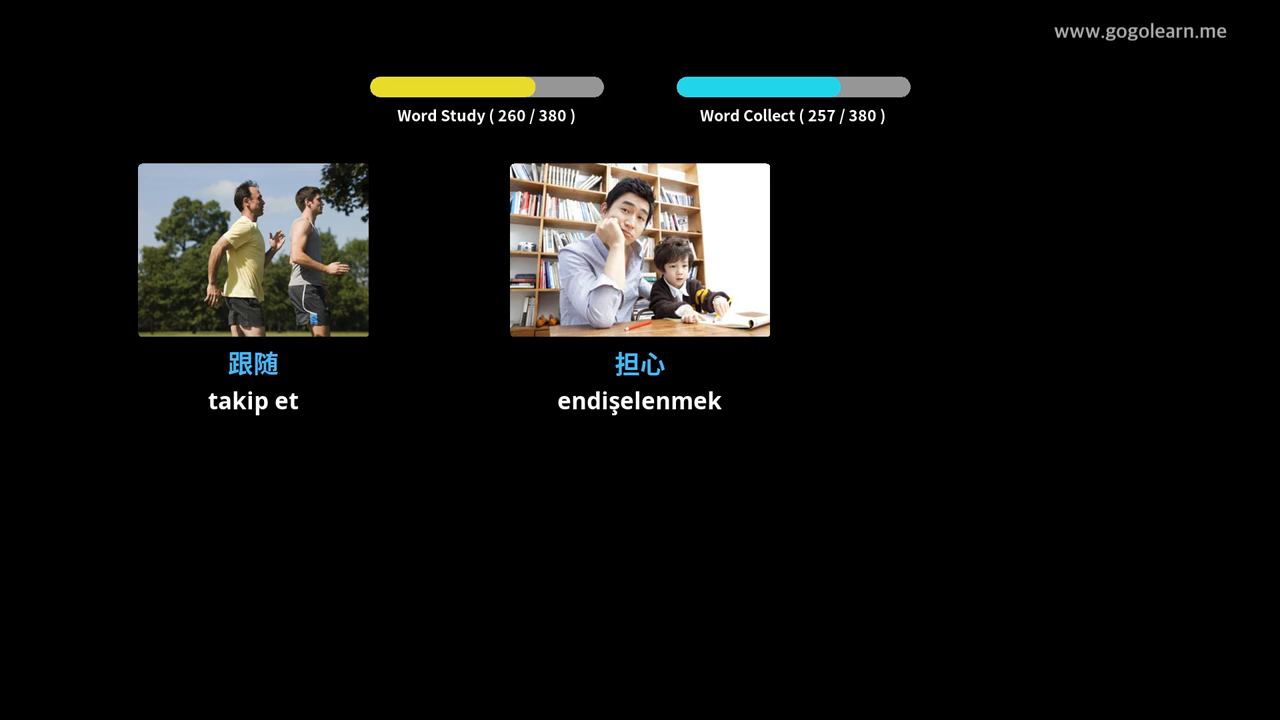 www.gogolearn.me
Word Study ( 260 / 380 )
Word Collect ( 257 / 380 )
跟随
takip et
担心
endişelenmek